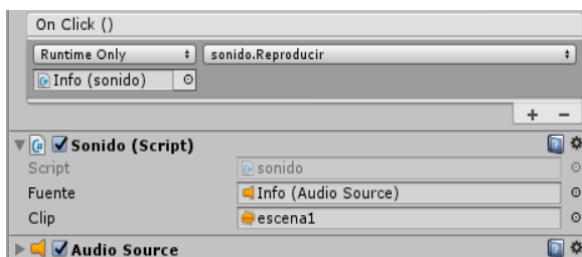 On Click ()
Runtime Only sonido.Reproducir
Info (sonido)
+ −
Sonido (Script)
Script sonido
Fuente Info (Audio Source)
Clip escena1
Audio Source